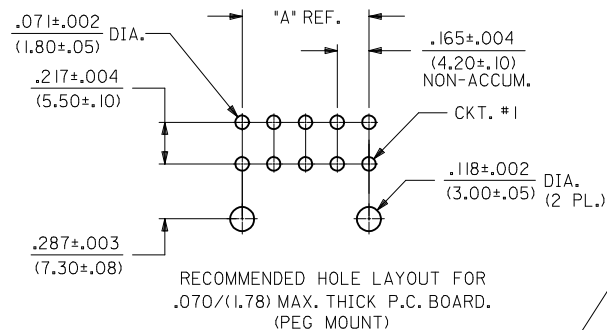 "A" REF.
.071±.002 DIA.
(1.80±.05)
.165±.004
(4.20±.10)
NON-ACCUM.
.217±.004
(5.50±.10)
CKT. #1
.118±.002 DIA.
(3.00±.05) (2 PL.)
.287±.003
(7.30±.08)
RECOMMENDED HOLE LAYOUT FOR
.070/(1.78) MAX. THICK P.C. BOARD.
(PEG MOUNT)